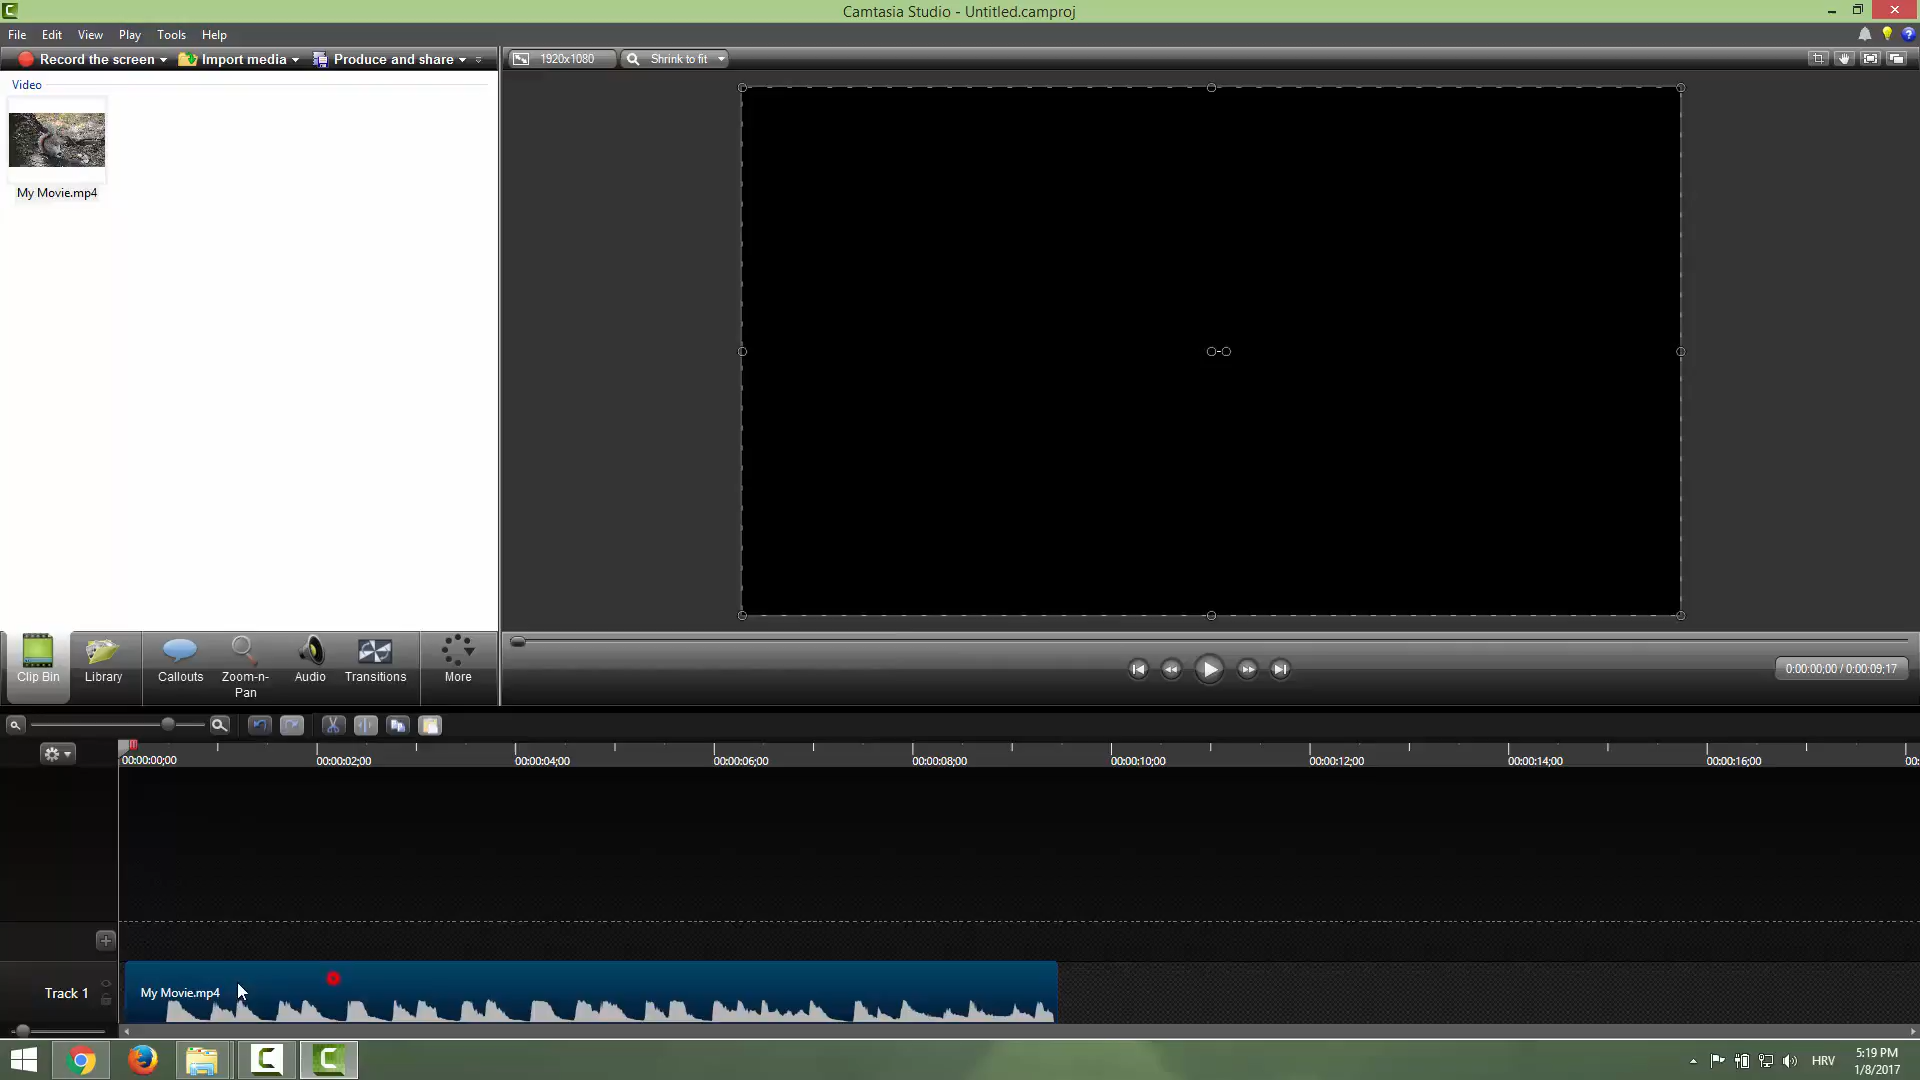 Camtasia Studio - Untitled.camproj
File Edit View Play Tools Help
Record the screen Import media Produce and share 1920x1080 Shrink to fit
Video
My Movie.mp4
Clip Bin Library Callouts Zoom-n-Pan Audio Transitions More
0:00:00;00 / 0:00:09;17
00:00:00;00 00:00:02;00 00:00:04;00 00:00:06;00 00:00:08;00 00:00:10;00 00:00:12;00 00:00:14;00 00:00:16;00 00:
Track 1 My Movie.mp4
HRV 5:19 PM
1/8/2017